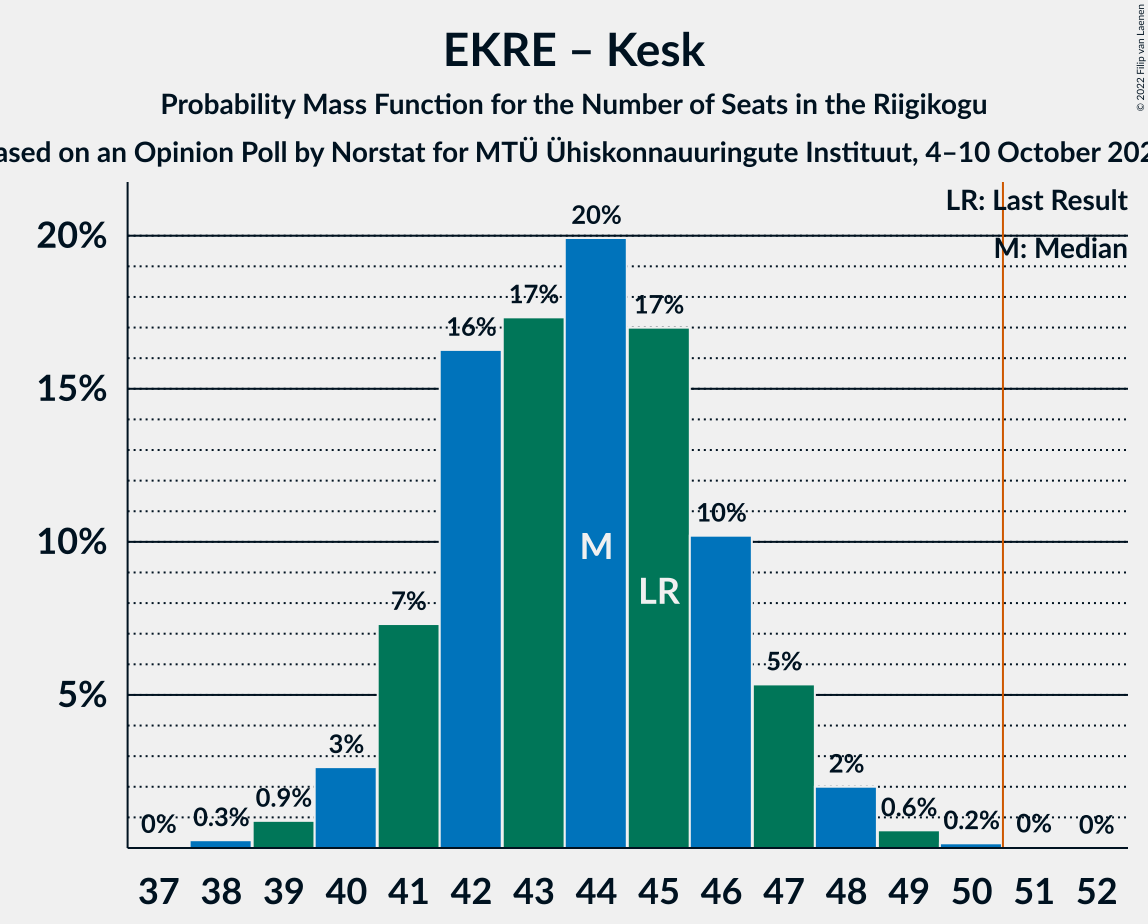 EKRE – Kesk
Probability Mass Function for the Number of Seats in the Riigikogu
on an Opinion Poll by Norstat for MTÜ Ühiskonnauuringute Instituut, 4–10 October
© 2022 Filip van Laenen
LR: Last Result
M: Median
20%
15%
10%
5%
0%
0.3%
0.9%
3%
7%
16%
17%
20%
17%
10%
5%
2%
0.6%
0.2%
0%
0%
M
LR
37 38 39 40 41 42 43 44 45 46 47 48 49 50 51 52